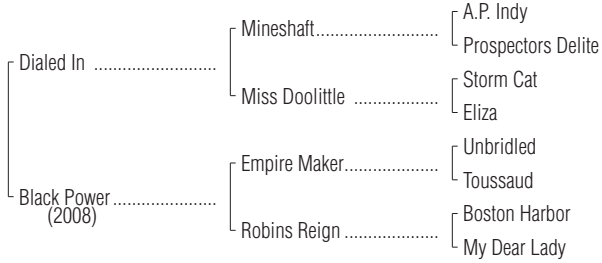 A.P. Indy
Mineshaft
Prospectors Delite
Dialed In
Storm Cat
Miss Doolittle
Eliza
Unbridled
Empire Maker
Toussaud
Black Power
(2008)
Boston Harbor
Robins Reign
My Dear Lady